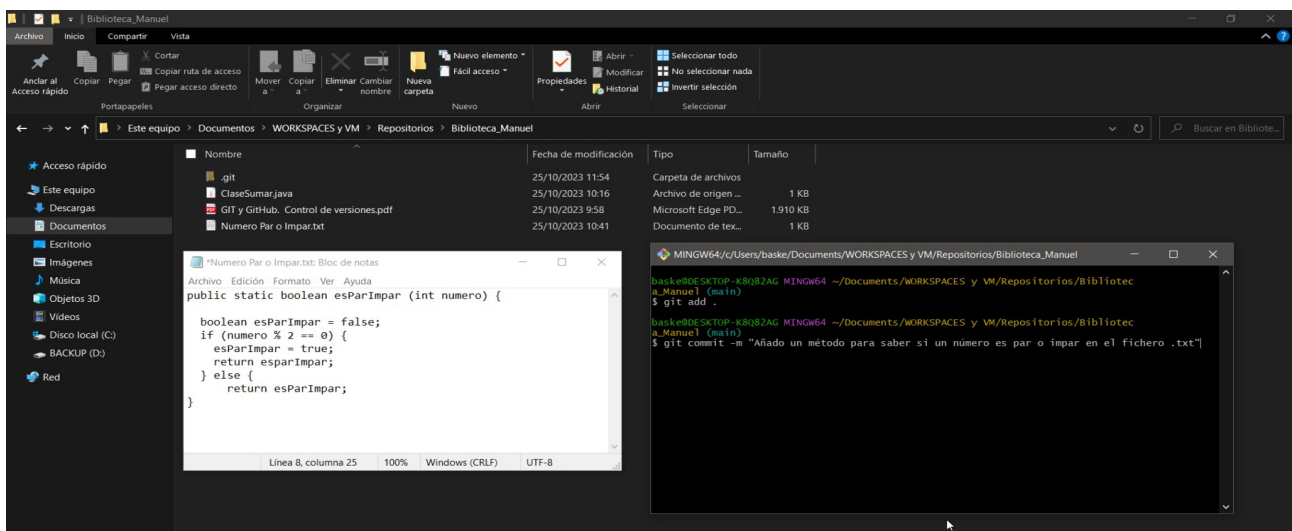 Biblioteca_Manuel
Archivo Inicio Compartir Vista
Anclar al Acceso rápido
Copiar
Pegar
Cortar
Copiar ruta de acceso
Pegar acceso directo
Portapapeles
Mover a
Copiar a
Eliminar
Cambiar nombre
Organizar
Nueva carpeta
Nuevo elemento
Fácil acceso
Nuevo
Propiedades
Abrir
Modificar
Historial
Abrir
Seleccionar todo
No seleccionar nada
Invertir selección
Seleccionar
> Este equipo > Documentos > WORKSPACES y VM > Repositorios > Biblioteca_Manuel
Buscar en Bibliote...
Acceso rápido
Este equipo
Descargas
Documentos
Escritorio
Imágenes
Música
Objetos 3D
Vídeos
Disco local (C:)
BACKUP (D:)
Red
Nombre Fecha de modificación Tipo Tamaño
.git 25/10/2023 11:54 Carpeta de archivos
ClaseSumar.java 25/10/2023 10:16 Archivo de origen ... 1 KB
GIT y GitHub. Control de versiones.pdf 25/10/2023 9:58 Microsoft Edge PD... 1.910 KB
Numero Par o Impar.txt 25/10/2023 10:41 Documento de tex... 1 KB
*Numero Par o Impar.txt: Bloc de notas
Archivo Edición Formato Ver Ayuda
public static boolean esParImpar (int numero) {
boolean esParImpar = false;
if (numero % 2 == 0) {
esParImpar = true;
return esparImpar;
} else {
return esParImpar;
}
Línea 8, columna 25 100% Windows (CRLF) UTF-8
MINGW64:/c/Users/baske/Documents/WORKSPACES y VM/Repositorios/Biblioteca_Manuel
baske@DESKTOP-K8Q82AG MINGW64 ~/Documents/WORKSPACES y VM/Repositorios/Bibliotec
a_Manuel (main)
$ git add .
baske@DESKTOP-K8Q82AG MINGW64 ~/Documents/WORKSPACES y VM/Repositorios/Bibliotec
a_Manuel (main)
$ git commit -m "Añado un método para saber si un número es par o impar en el fichero .txt"